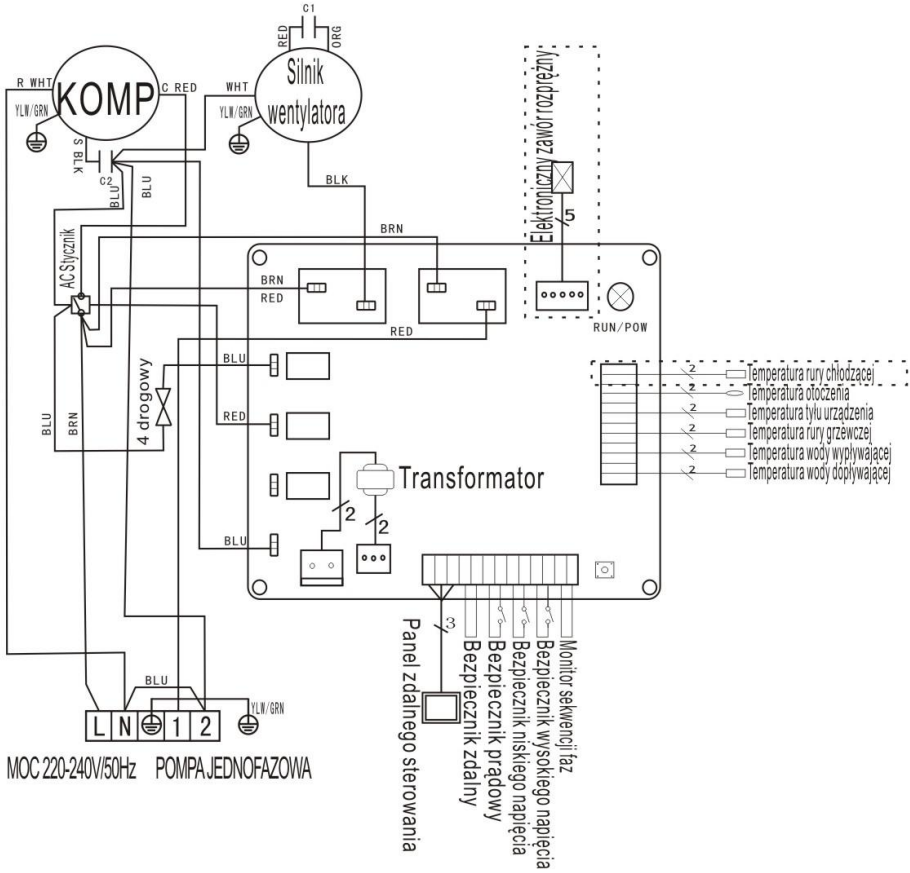 C1
RED
ORG
Silnik
wentylatora
R WHT
KOMP
C RED
WHT
YLW/GRN
YLW/GRN
S BLK
C2
BLU
BLU
BLK
Elektroniczny zawór rozprężny
5
BRN
AC Stycznik
BRN
RED
RUN/POW
RED
BLU
4 drogowy
RED
BLU
BRN
2
Temperatura rury chłodzącej
2
Temperatura otoczenia
2
Temperatura tyłu urządzenia
2
Temperatura rury grzewczej
2
Temperatura wody wypływającej
2
Temperatura wody dopływającej
Transformator
2
2
BLU
3
Panel zdalnego sterowania
Bezpiecznik zdalny
Bezpiecznik prądowy
Bezpiecznik niskiego napięcia
Bezpiecznik wysokiego napięcia
Monitor sekwencji faz
BLU
YLW/GRN
L N 1 2
MOC 220-240V/50Hz POMPA JEDNOFAZOWA